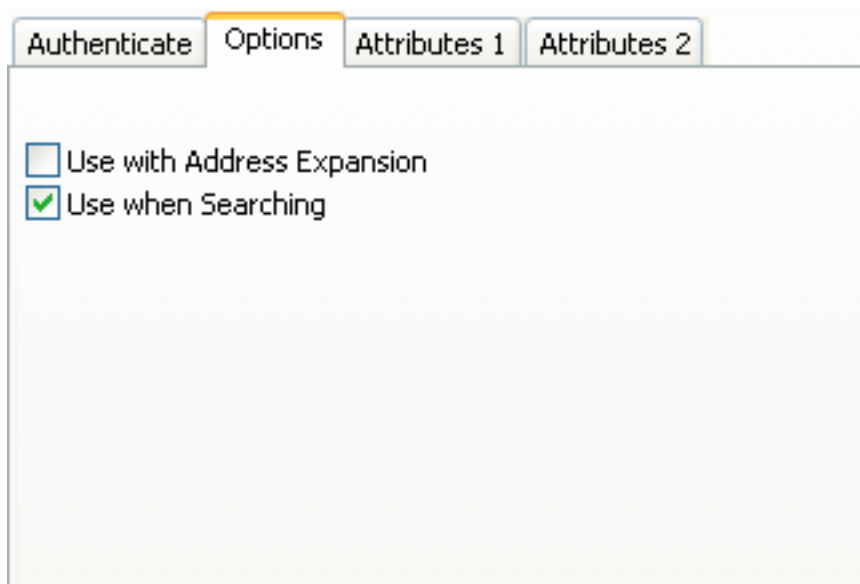 Authenticate Options Attributes 1 Attributes 2
Use with Address Expansion
Use when Searching